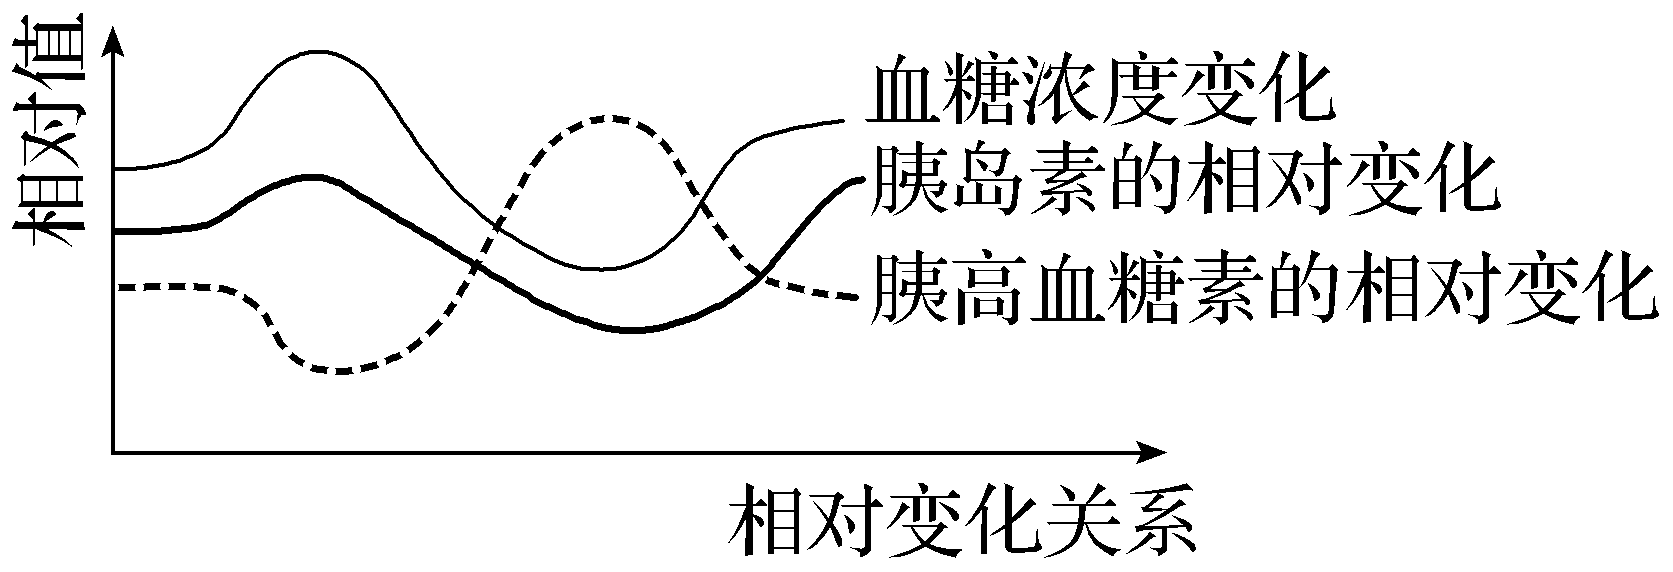 相对值
血糖浓度变化
胰岛素的相对变化
胰高血糖素的相对变化
相对变化关系